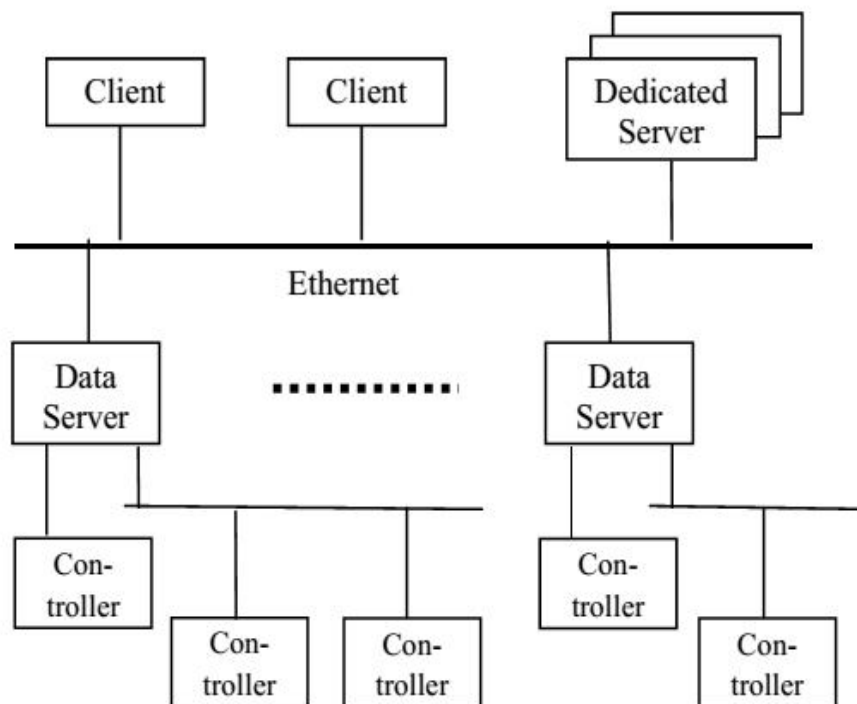 Client
Client
Dedicated
Server
Ethernet
Data
Server
Data
Server
Con-
troller
Con-
troller
Con-
troller
Con-
troller
Con-
troller